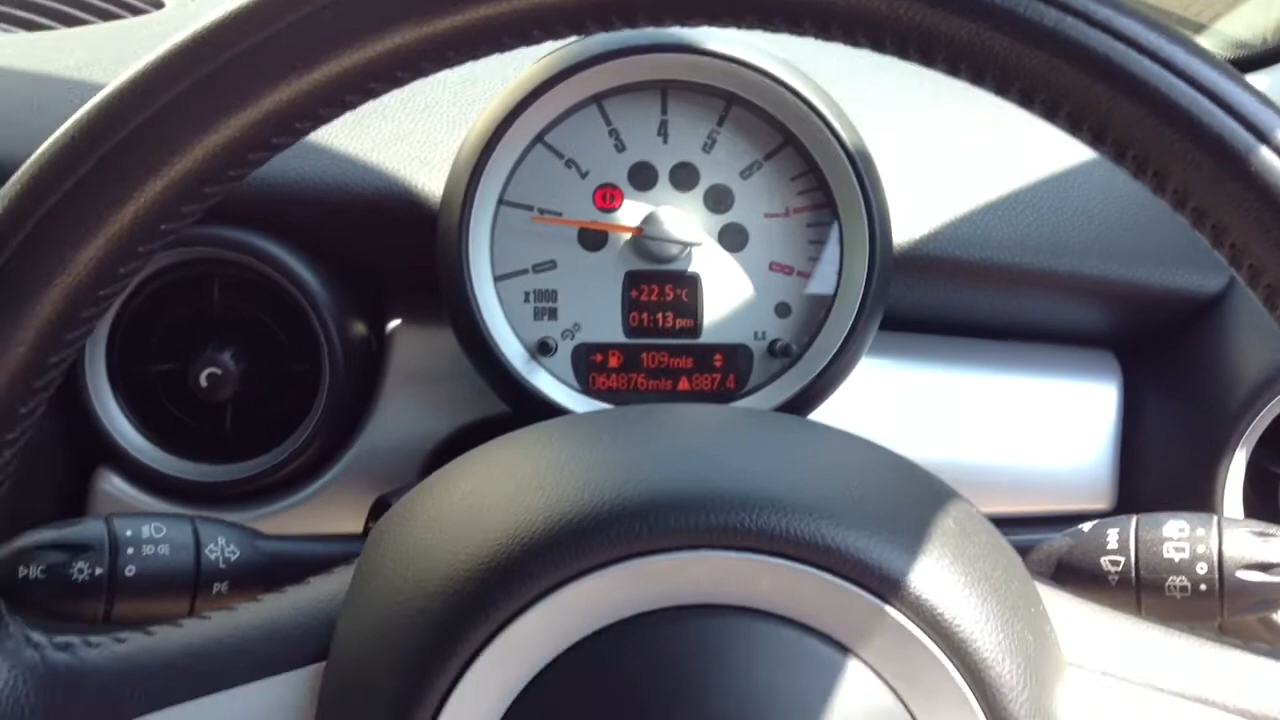 0 1 2 3 4 5 6 7 8
x1000
RPM
+22.5°C
01:13pm
109mls
064876mls 887.4
BC